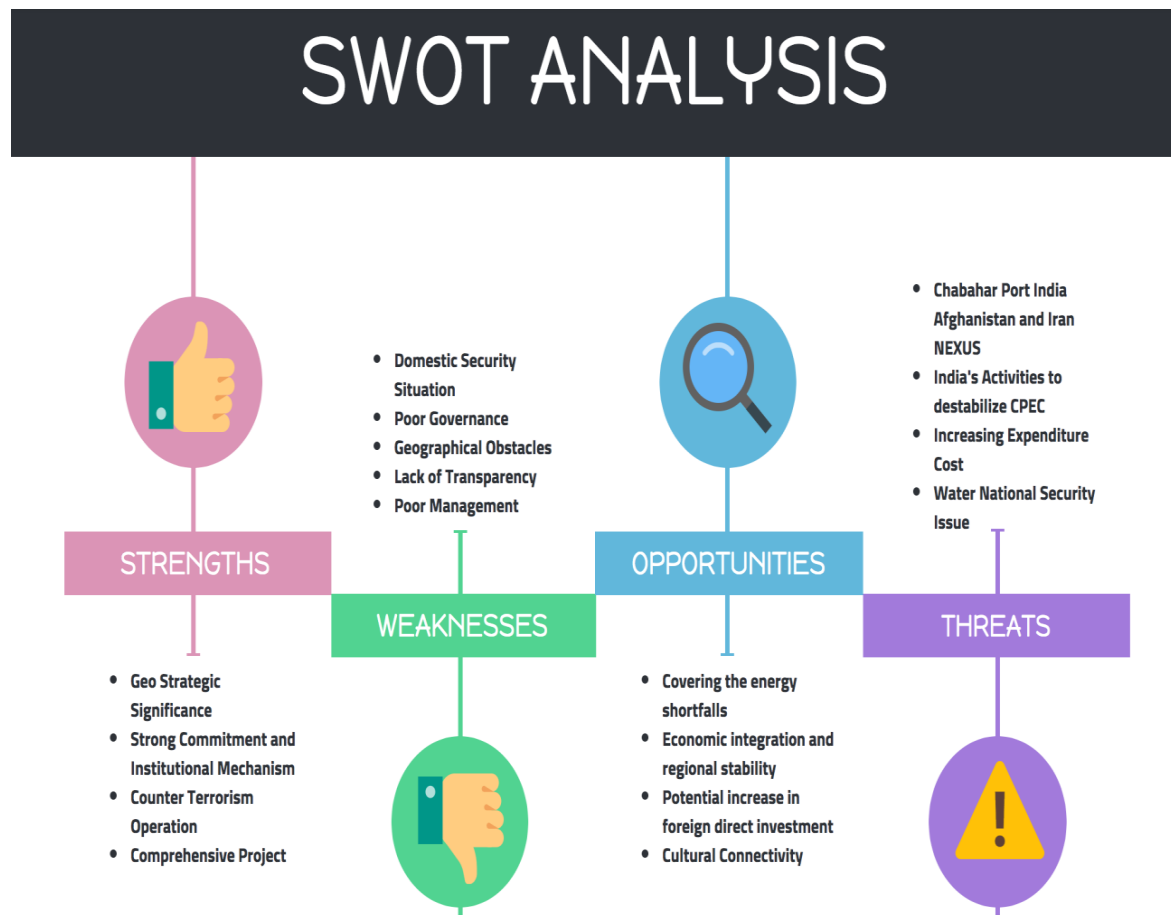 SWOT ANALYSIS
STRENGTHS
Geo Strategic
Significance
Strong Commitment and
Institutional Mechanism
Counter Terrorism
Operation
Comprehensive Project
Domestic Security
Situation
Poor Governance
Geographical Obstacles
Lack of Transparency
Poor Management
WEAKNESSES
OPPORTUNITIES
Covering the energy
shortfalls
Economic integration and
regional stability
Potential increase in
foreign direct investment
Cultural Connectivity
Chabahar Port India
Afghanistan and Iran
NEXUS
India's Activities to
destabilize CPEC
Increasing Expenditure
Cost
Water National Security
Issue
THREATS